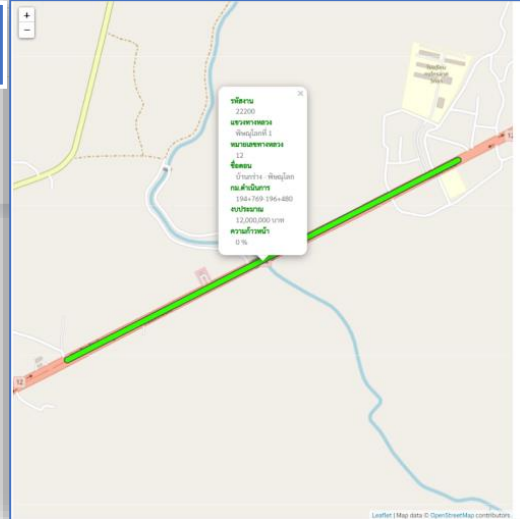 +
−
×
รหัสงาน
22200
แขวงทางหลวง
พิษณุโลกที่ 1
หมายเลขทางหลวง
12
ชื่อตอน
บ้านกร่าง - พิษณุโลก
กม.ดำเนินการ
194+769-196+480
งบประมาณ
12,000,000 บาท
ความก้าวหน้า
0 %
12
12
Leaflet | Map data © OpenStreetMap contributors